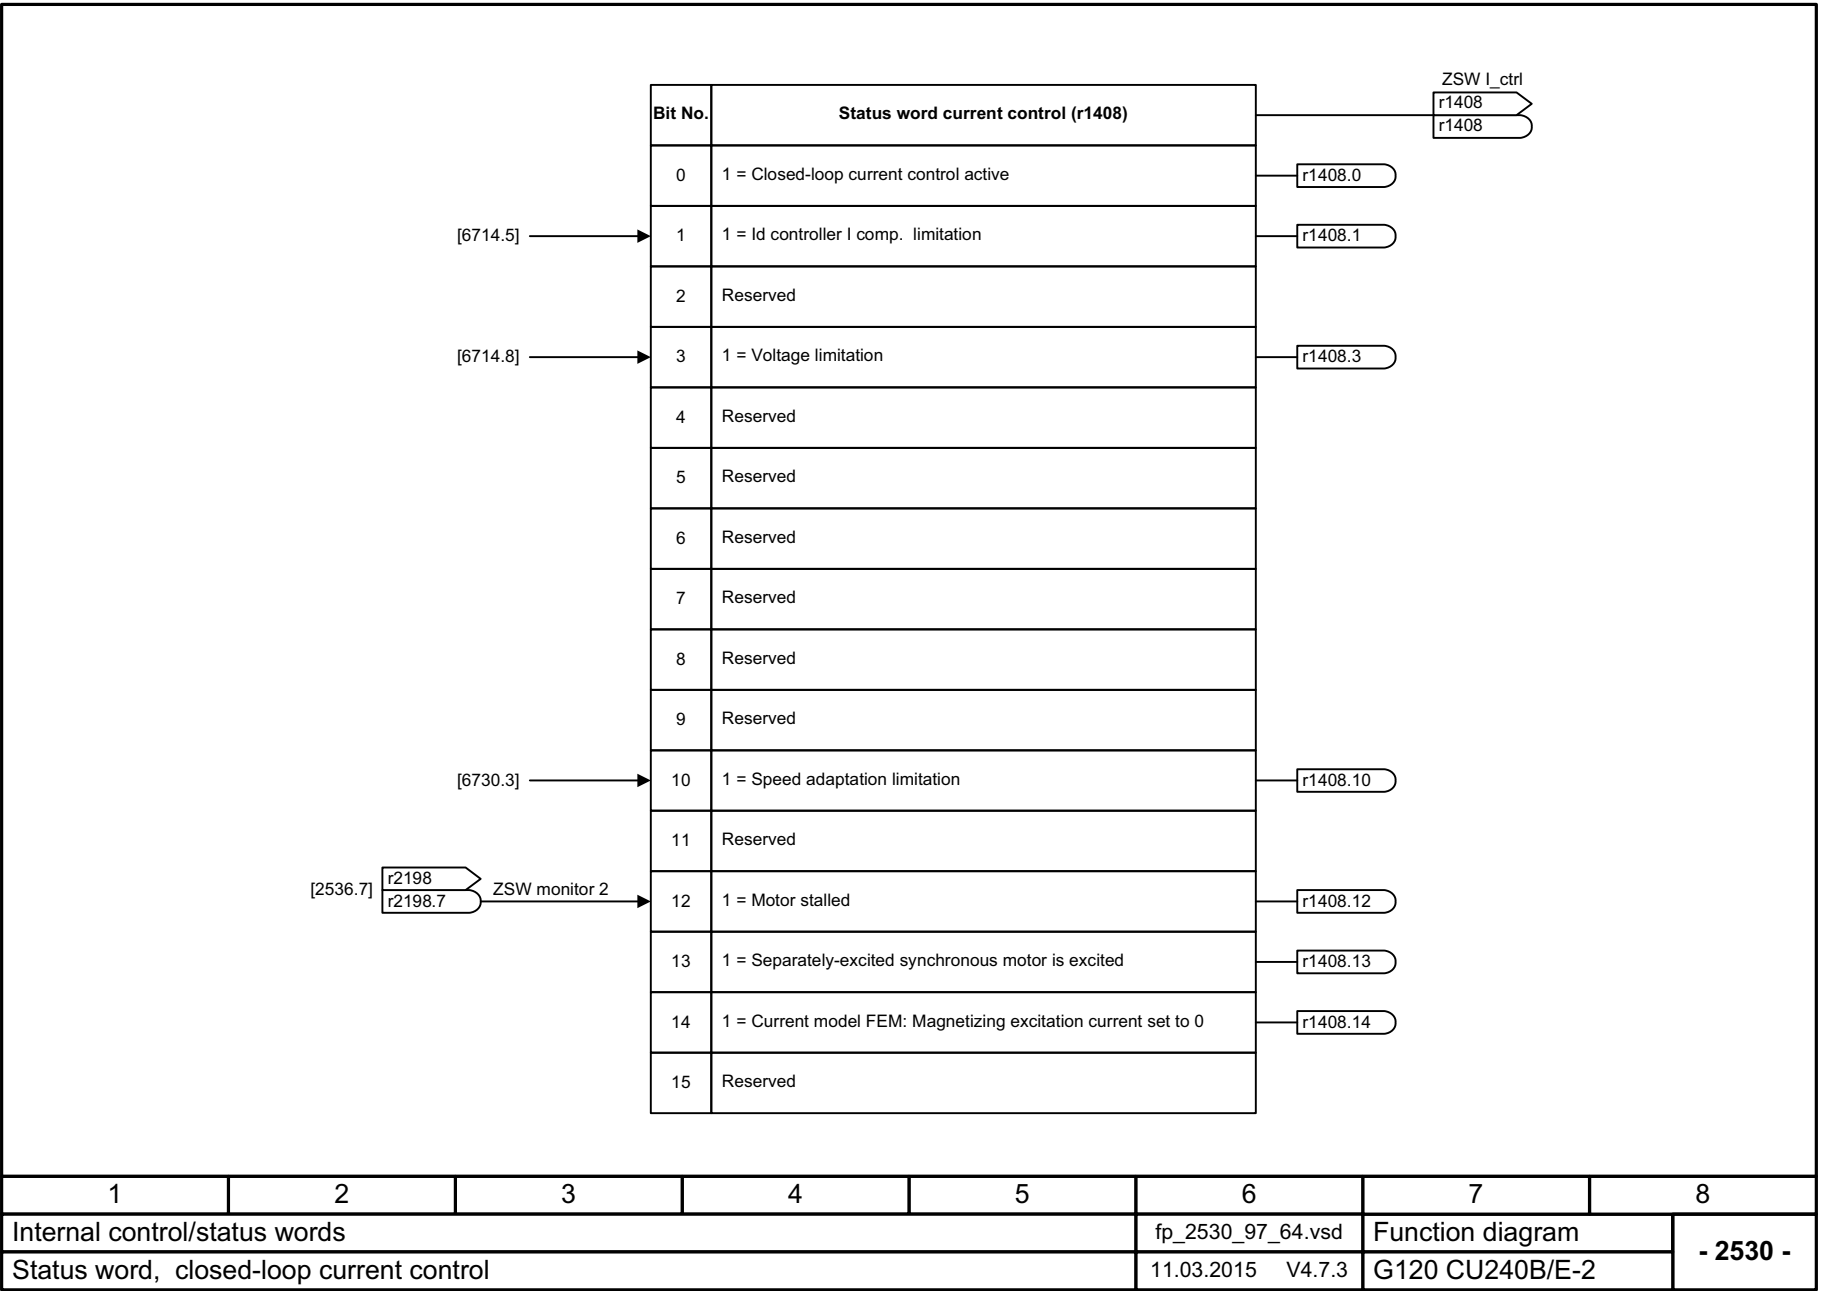 ZSW I_ctrl
Bit No. Status word current control (r1408) r1408
r1408
0 1 = Closed-loop current control active r1408.0
[6714.5] 1 1 = Id controller I comp. limitation r1408.1
2 Reserved
[6714.8] 3 1 = Voltage limitation r1408.3
4 Reserved
5 Reserved
6 Reserved
7 Reserved
8 Reserved
9 Reserved
[6730.3] 10 1 = Speed adaptation limitation r1408.10
11 Reserved
r2198
[2536.7] r2198.7 ZSW monitor 2 12 1 = Motor stalled r1408.12
13 1 = Separately-excited synchronous motor is excited r1408.13
14 1 = Current model FEM: Magnetizing excitation current set to 0 r1408.14
15 Reserved
1 2 3 4 5 6 7 8
Internal control/status words fp_2530_97_64.vsd Function diagram
- 2530 -
Status word, closed-loop current control 11.03.2015 V4.7.3 G120 CU240B/E-2